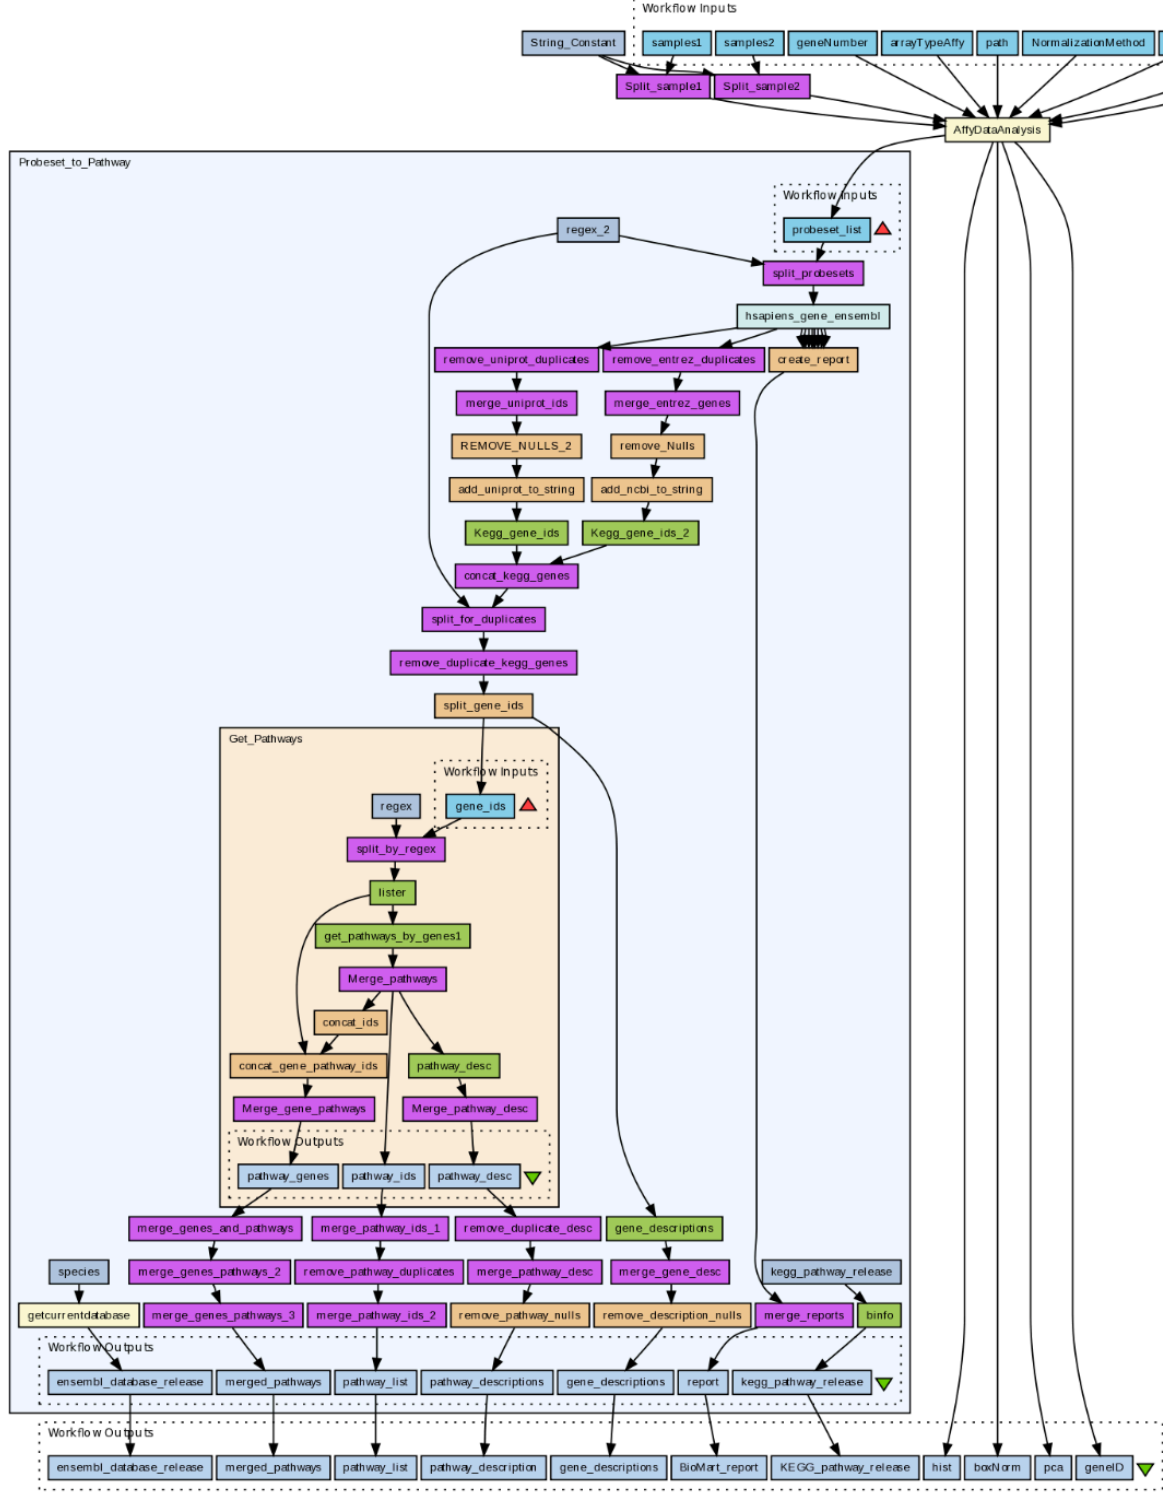 Workflow Inputs
String_Constant
samples1
samples2
geneNumber
arrayTypeAffy
path
NormalizationMethod
Split_sample1
Split_sample2
AffyDataAnalysis
Probeset_to_Pathway
Workflow Inputs
regex_2
probeset_list
split_probesets
hsapiens_gene_ensembl
remove_uniprot_duplicates
remove_entrez_duplicates
create_report
merge_uniprot_ids
merge_entrez_genes
REMOVE_NULLS_2
remove_Nulls
add_uniprot_to_string
add_ncbi_to_string
Kegg_gene_ids
Kegg_gene_ids_2
concat_kegg_genes
split_for_duplicates
remove_duplicate_kegg_genes
split_gene_ids
Get_Pathways
Workflow Inputs
regex
gene_ids
split_by_regex
lister
get_pathways_by_genes1
Merge_pathways
concat_ids
concat_gene_pathway_ids
pathway_desc
Merge_gene_pathways
Merge_pathway_desc
Workflow Outputs
pathway_genes
pathway_ids
pathway_desc
merge_genes_and_pathways
merge_pathway_ids_1
remove_duplicate_desc
gene_descriptions
species
merge_genes_pathways_2
remove_pathway_duplicates
merge_pathway_desc
merge_gene_desc
kegg_pathway_release
getcurrentdatabase
merge_genes_pathways_3
merge_pathway_ids_2
remove_pathway_nulls
remove_description_nulls
merge_reports
binfo
Workflow Outputs
ensembl_database_release
merged_pathways
pathway_list
pathway_descriptions
gene_descriptions
report
kegg_pathway_release
Workflow Outputs
ensembl_database_release
merged_pathways
pathway_list
pathway_description
gene_descriptions
BioMart_report
KEGG_pathway_release
hist
boxNorm
pca
geneID